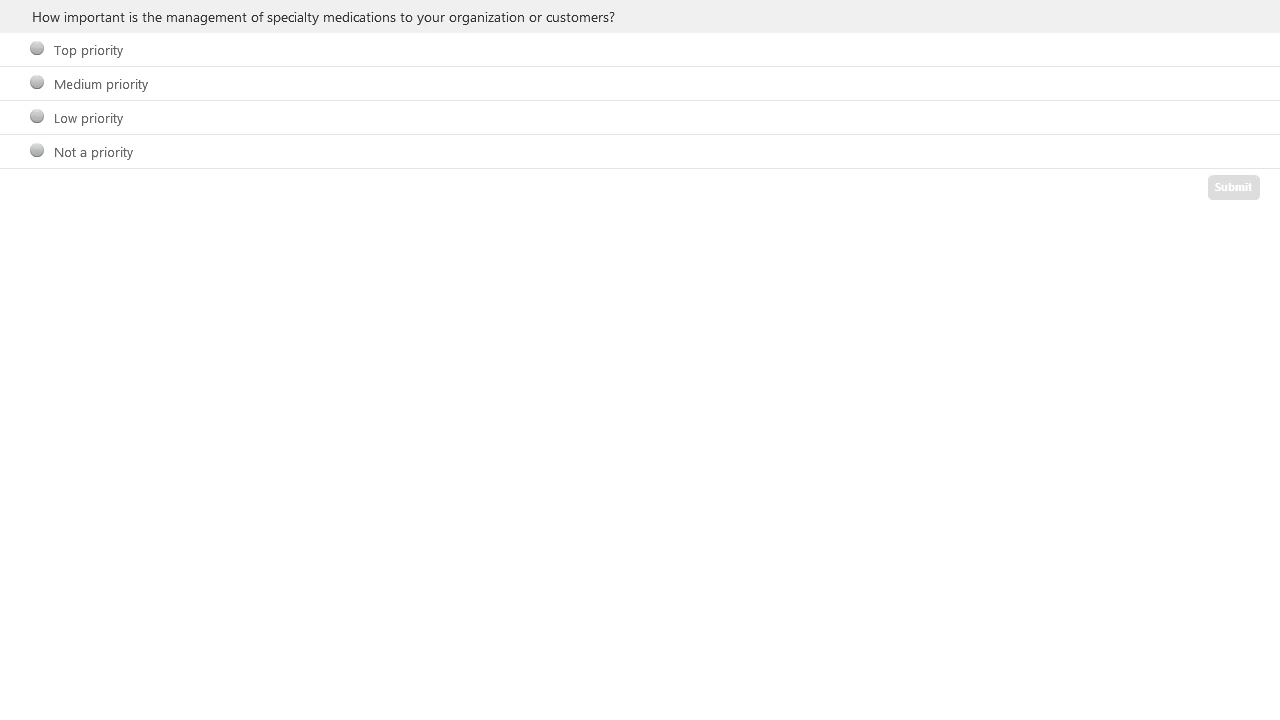 How important is the management of specialty medications to your organization or customers?
Top priority
Medium priority
Low priority
Not a priority
Submit